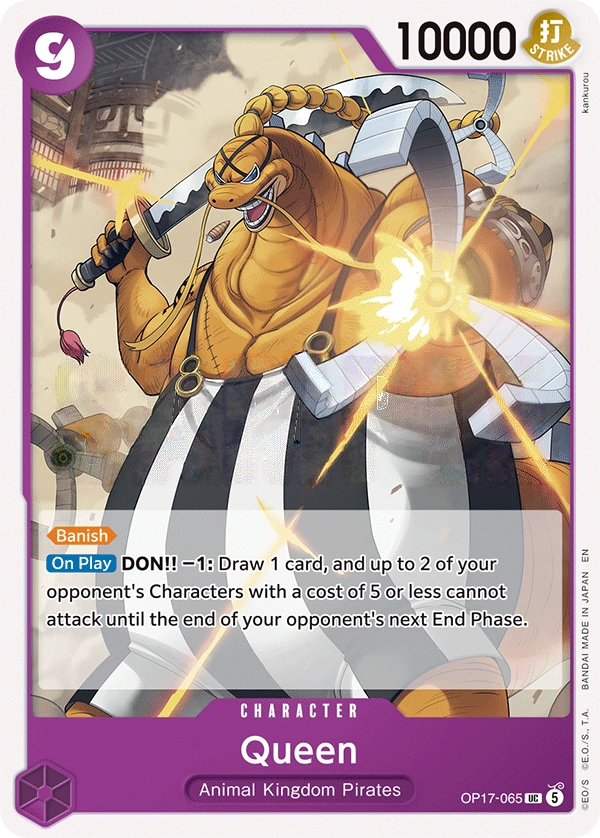 9
10000
打
STRIKE
kankurou
Banish
On Play DON!! −1: Draw 1 card, and up to 2 of your
opponent's Characters with a cost of 5 or less cannot
attack until the end of your opponent's next End Phase.
CHARACTER
Queen
Animal Kingdom Pirates
OP17-065 UC 5
©E.O/S ©E.O./S., T.A. BANDAI MADE IN JAPAN EN